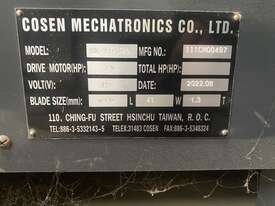 COSEN MECHATRONICS CO., LTD.
MODEL: MFG NO.:
DRIVE MOTOR(HP): TOTAL HP(HP):
VOLT(V): DATE: 2022.08
BLADE SIZE(mm): L 41 W 1.3 T
110. CHING-FU STREET HSINCHU TAIWAN, R.O.C.
TEL:886-3-5332143-5 TELEX:31483 COSEN FAX:886-3-5348324